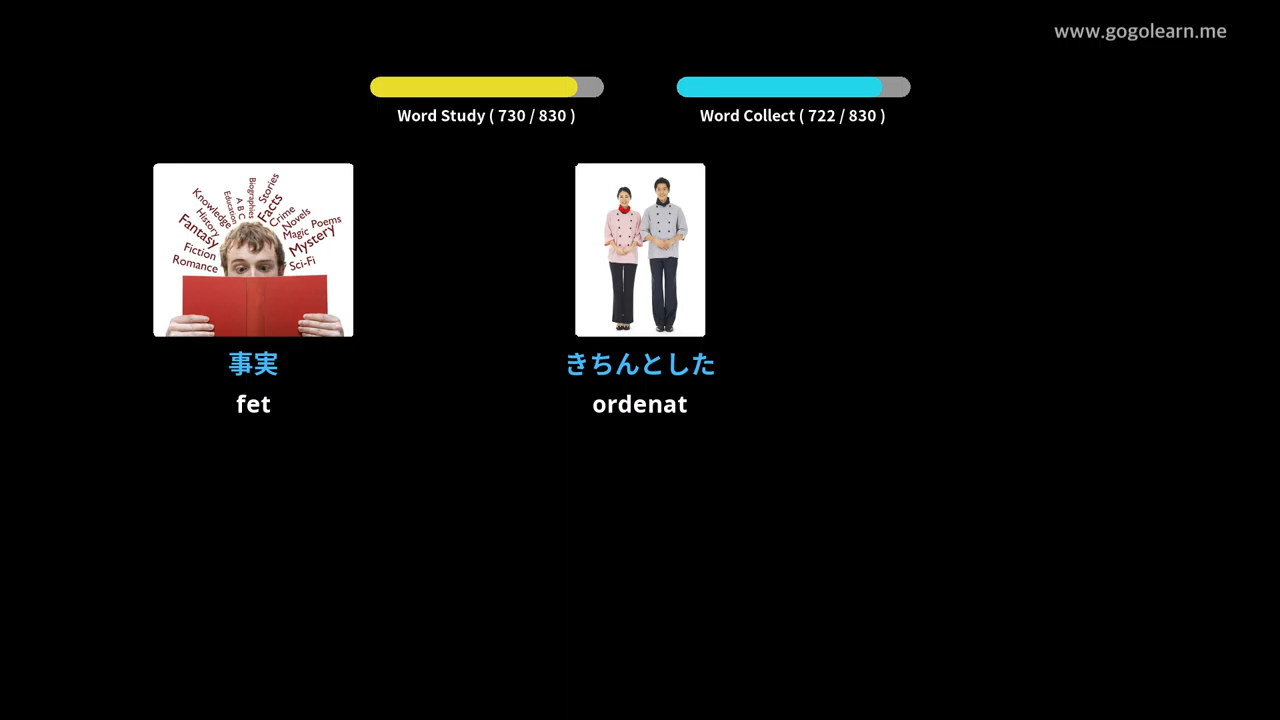 www.gogolearn.me
Word Study ( 730 / 830 )
Word Collect ( 722 / 830 )
Knowledge
History
Fantasy
Fiction
Romance
Education
A B C
Biographies
Stories
Facts
Crime
Novels
Magic
Poems
Mystery
Sci-Fi
事実
fet
きちんとした
ordenat